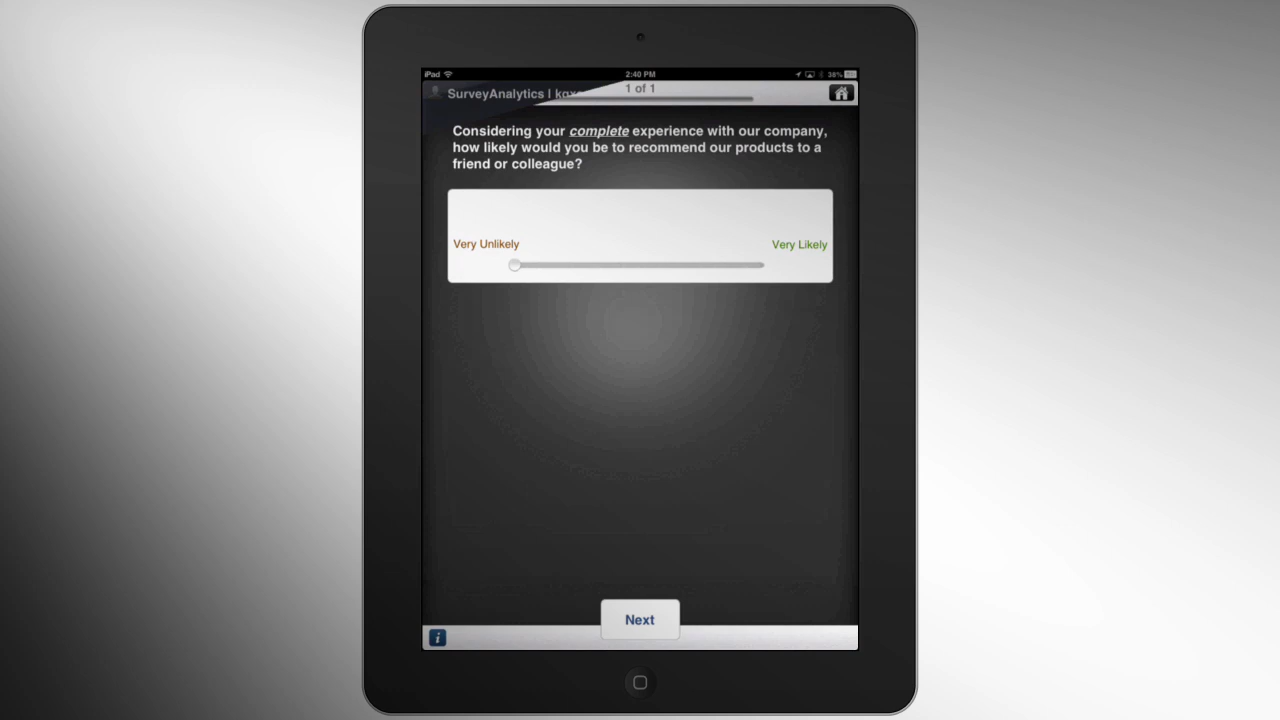 iPad 2:40 PM 38%
SurveyAnalytics | 1 of 1
Considering your complete experience with our company,
how likely would you be to recommend our products to a
friend or colleague?
Very Unlikely Very Likely
Next
i